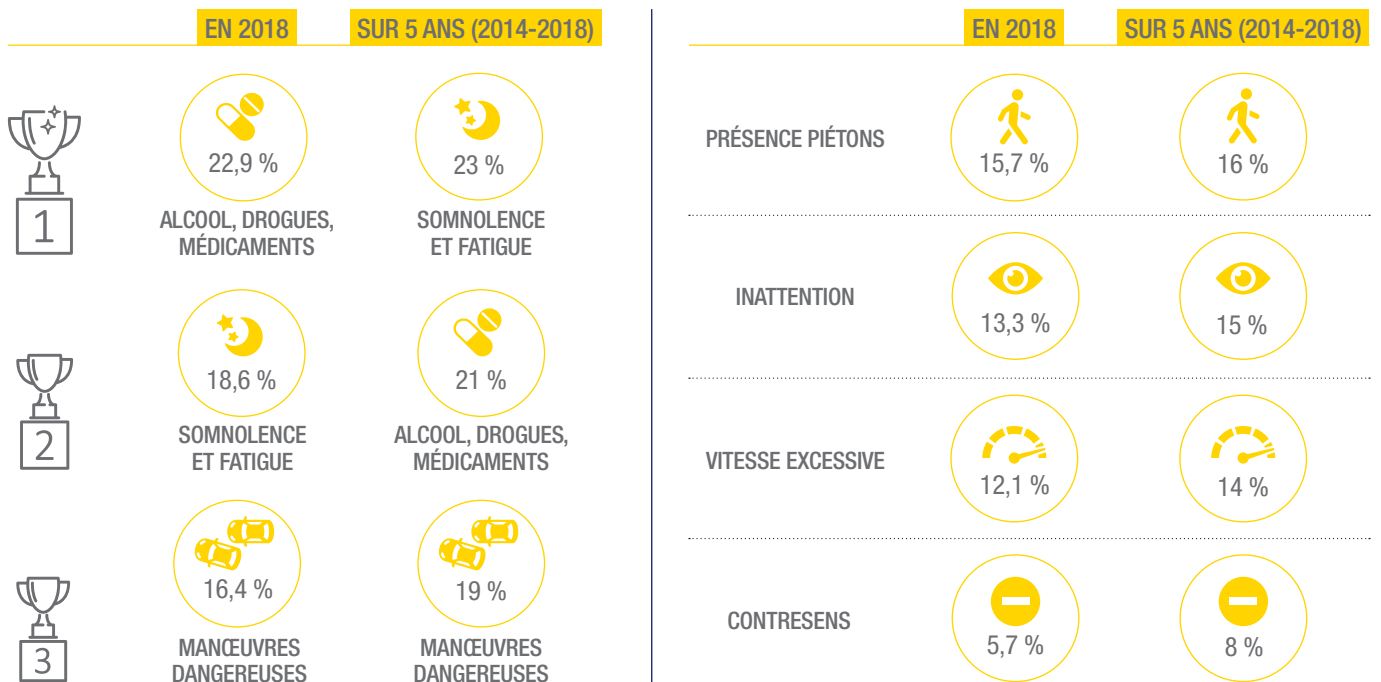 EN 2018
SUR 5 ANS (2014-2018)
1
22,9 %
ALCOOL, DROGUES,
MÉDICAMENTS
23 %
SOMNOLENCE
ET FATIGUE
2
18,6 %
SOMNOLENCE
ET FATIGUE
21 %
ALCOOL, DROGUES,
MÉDICAMENTS
3
16,4 %
MANŒUVRES
DANGEREUSES
19 %
MANŒUVRES
DANGEREUSES
EN 2018
SUR 5 ANS (2014-2018)
PRÉSENCE PIÉTONS
15,7 %
16 %
INATTENTION
13,3 %
15 %
VITESSE EXCESSIVE
12,1 %
14 %
CONTRESENS
5,7 %
8 %